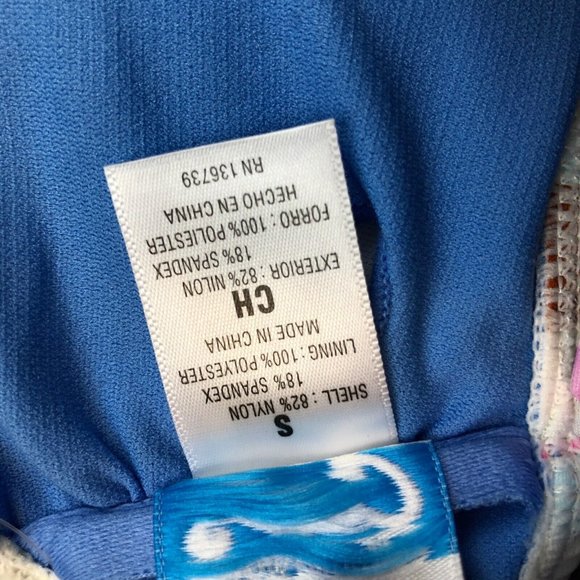 S
SHELL : 82% NYLON
18% SPANDEX
LINING : 100% POLYESTER
MADE IN CHINA
CH
EXTERIOR : 82% NILON
18% SPANDEX
FORRO : 100% POLIESTER
HECHO EN CHINA
RN 136739